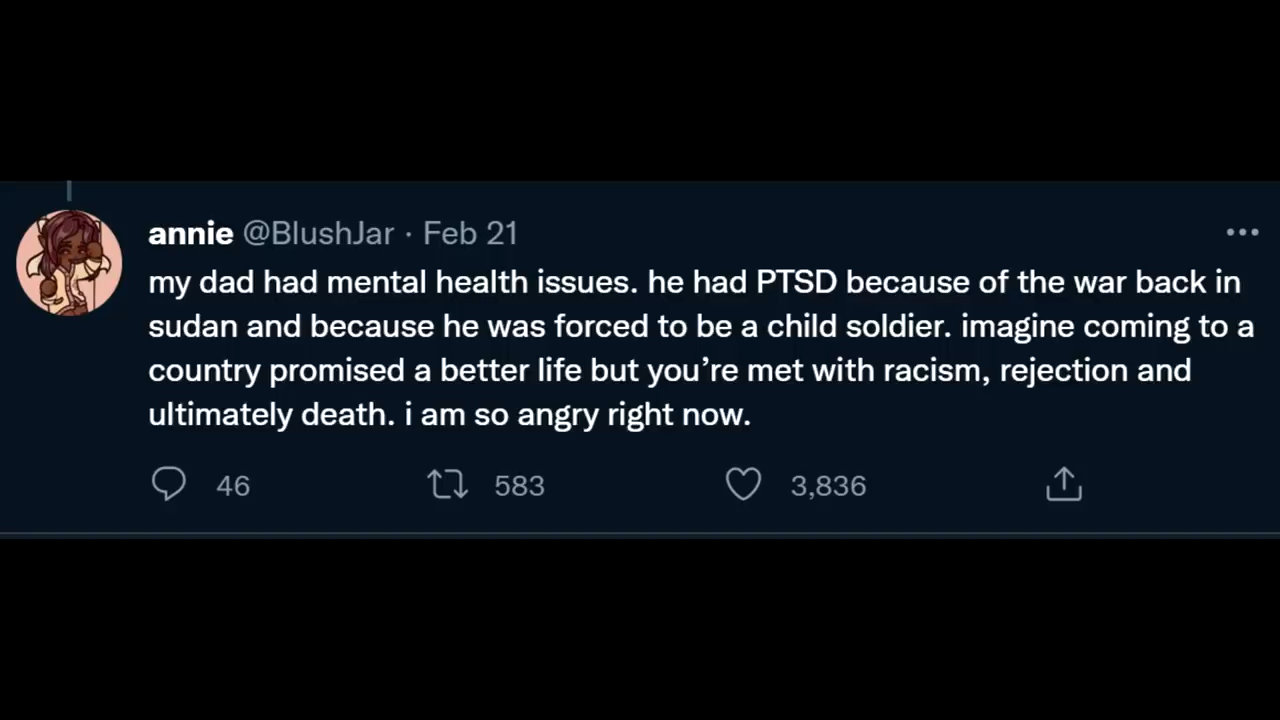 annie @BlushJar · Feb 21
my dad had mental health issues. he had PTSD because of the war back in
sudan and because he was forced to be a child soldier. imagine coming to a
country promised a better life but you’re met with racism, rejection and
ultimately death. i am so angry right now.
46 583 3,836